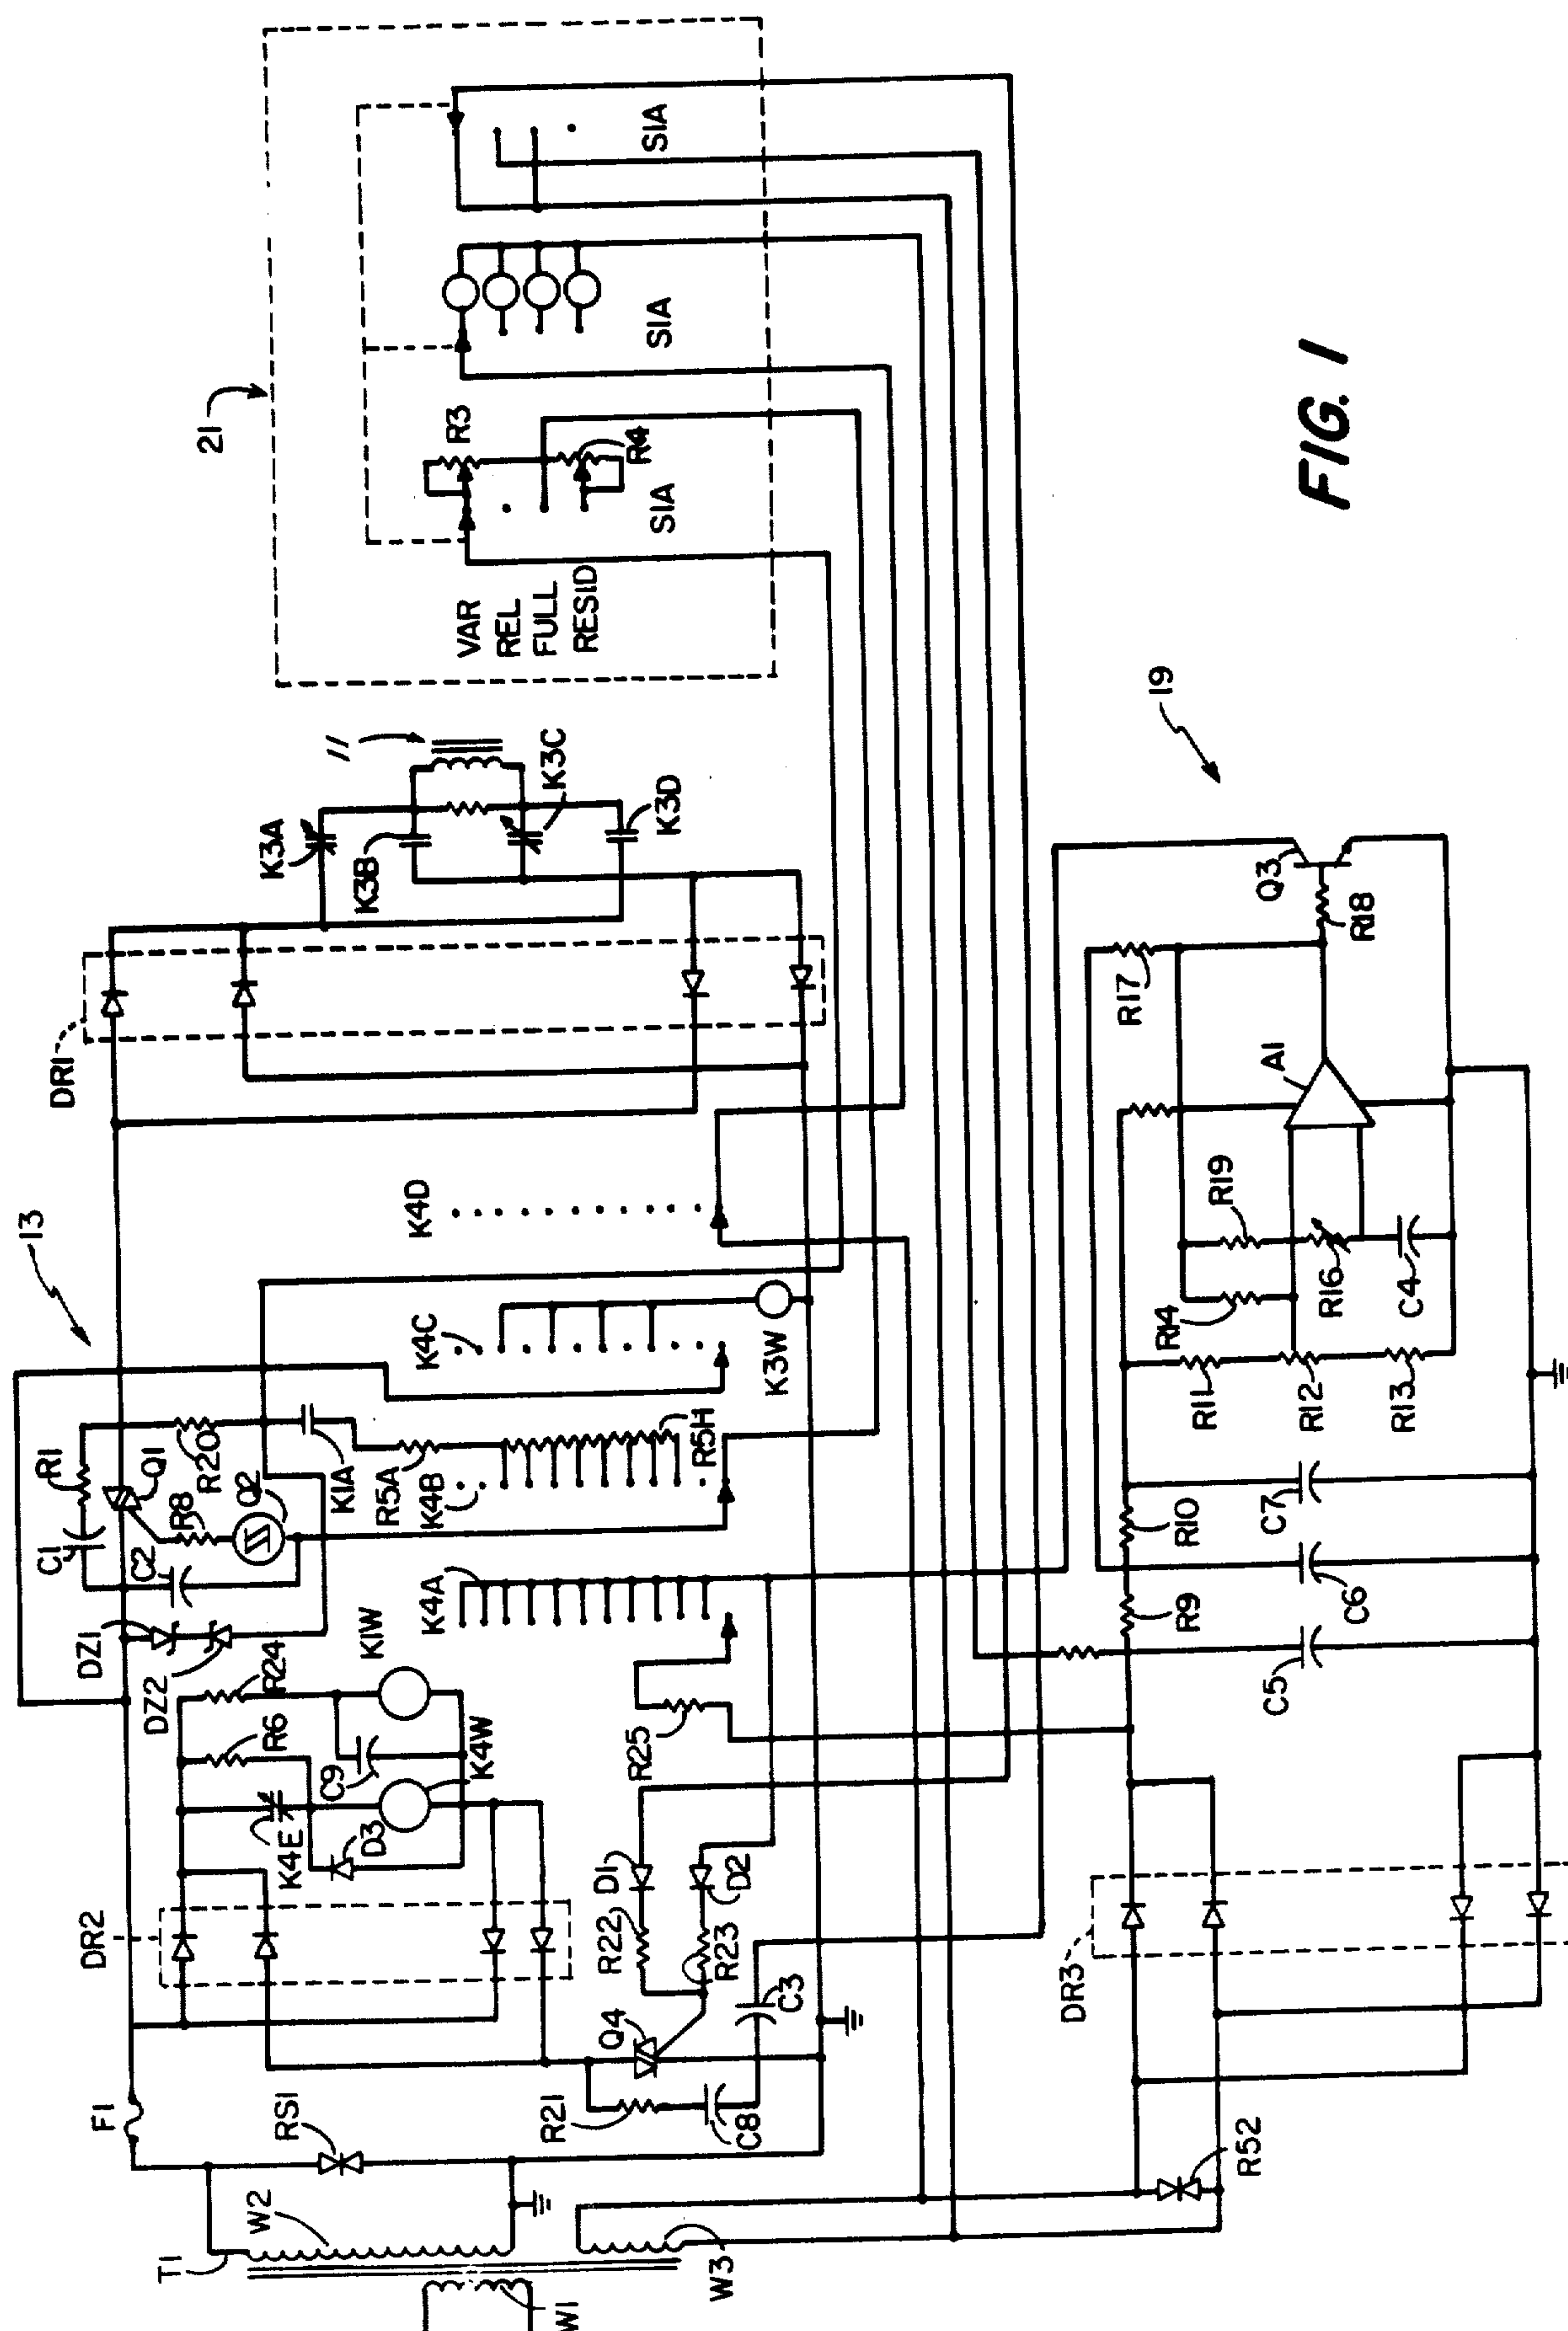 13
21
C1
R1
Q1
C2
R8
R20
Q2
K1A
DZ1
DZ2
R24
K1W
R6
C9
K4W
K4E
D3
DR2
F1
RS1
T1
W2
W1
W3
R5A
K4B
R5H
K4A
K4C
K3W
K4D
DR1
K3A
K3B
11
K3C
K3D
VAR
REL
FULL
RESID
R3
R4
S1A
S1A
S1A
R25
D1
D2
R22
R23
Q4
R21
C8
C3
DR3
R52
19
R9
R10
C5
C6
C7
R11
R12
R13
R14
R19
R16
C4
A1
R17
R18
Q3
FIG. 1